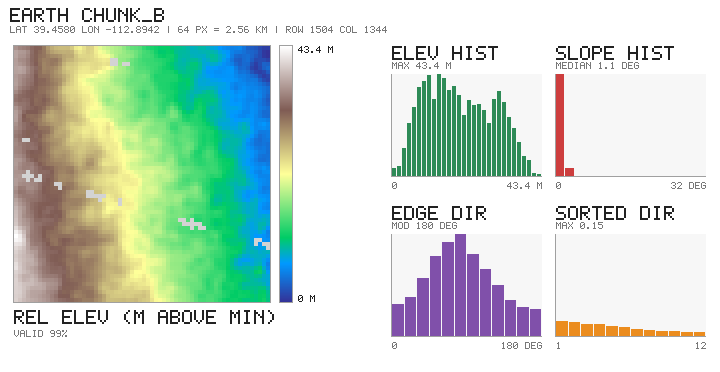 EARTH CHUNK_B
LAT 39.4580 LON -112.8942 | 64 PX = 2.56 KM | ROW 1504 COL 1344
43.4 M
0 M
REL ELEV (M ABOVE MIN)
VALID 99%
ELEV HIST
MAX 43.4 M
0 43.4 M
SLOPE HIST
MEDIAN 1.1 DEG
0 32 DEG
EDGE DIR
MOD 180 DEG
0 180 DEG
SORTED DIR
MAX 0.15
1 12